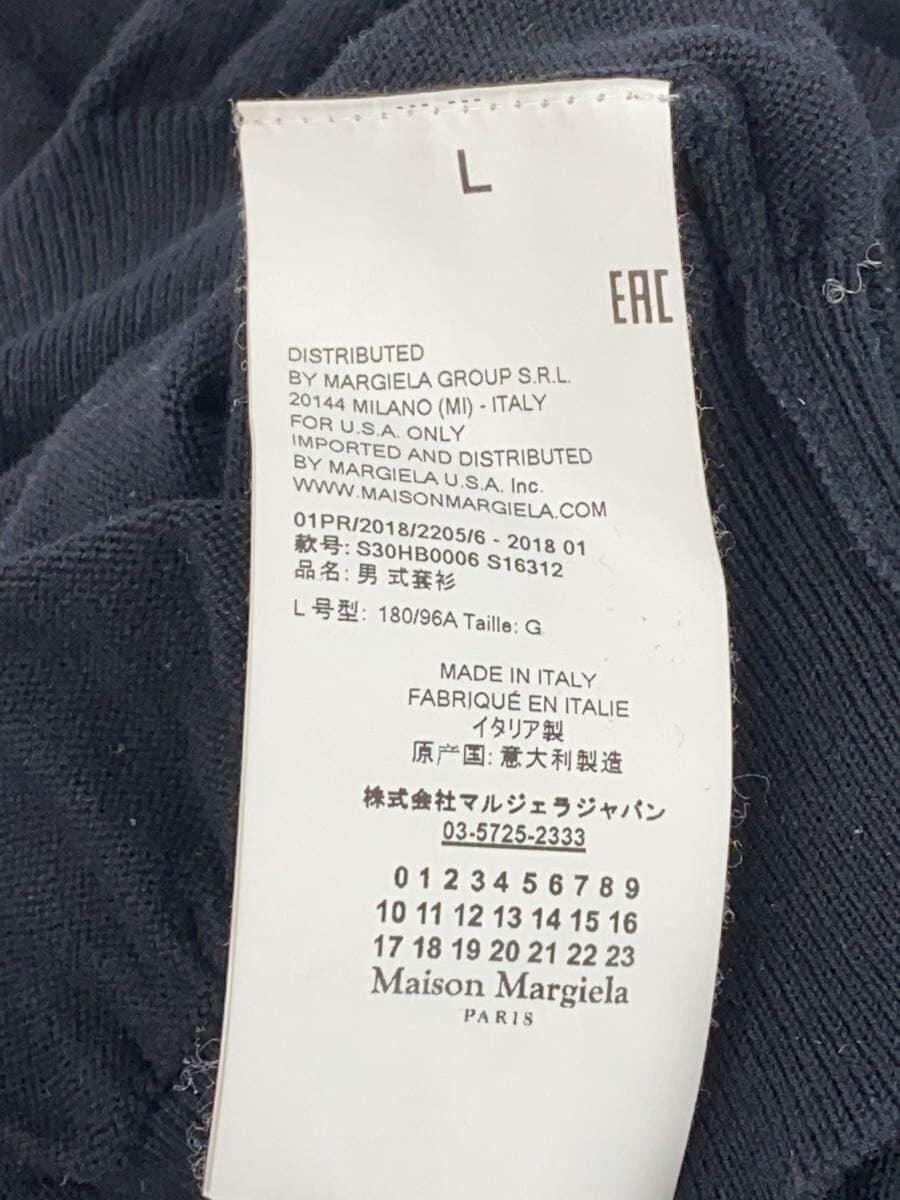 L
EAC
DISTRIBUTED
BY MARGIELA GROUP S.R.L.
20144 MILANO (MI) - ITALY
FOR U.S.A. ONLY
IMPORTED AND DISTRIBUTED
BY MARGIELA U.S.A. Inc.
WWW.MAISONMARGIELA.COM
01PR/2018/2205/6 - 2018 01
款号: S30HB0006 S16312
品名: 男 式套衫
L 号型: 180/96A Taille: G
MADE IN ITALY
FABRIQUÉ EN ITALIE
イタリア製
原产国: 意大利製造
株式会社マルジェラジャパン
03-5725-2333
0 1 2 3 4 5 6 7 8 9
10 11 12 13 14 15 16
17 18 19 20 21 22 23
Maison Margiela
PARIS